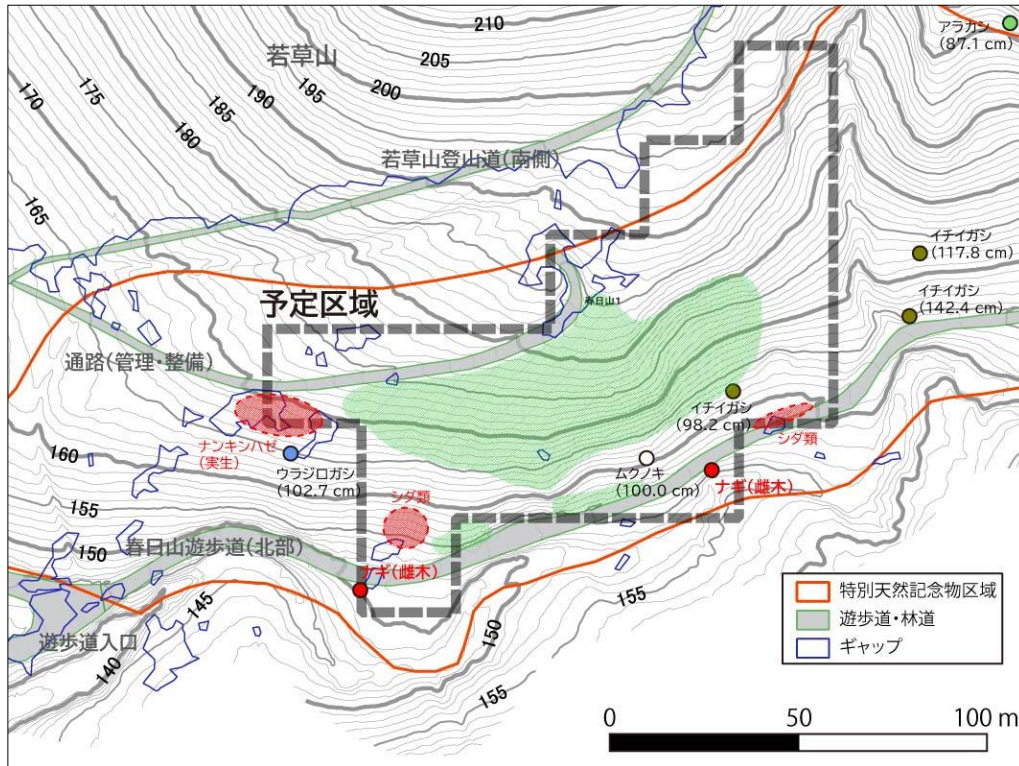 210
アラカシ
(87.1 cm)
若草山
205
170
175
200
195
190
185
180
若草山登山道(南側)
165
イチイガシ
(117.8 cm)
予定区域
春日山1
イチイガシ
(142.4 cm)
通路(管理・整備)
イチイガシ
(98.2 cm)
シダ類
ナンキンハゼ
(実生)
160
ウラジロガシ
(102.7 cm)
ムクノキ
(100.0 cm)
ナギ(雌木)
シダ類
155
150
春日山遊歩道(北部)
ナギ(雌木)
155
145
遊歩道入口
140
150
155
特別天然記念物区域
遊歩道・林道
ギャップ
0 50 100 m